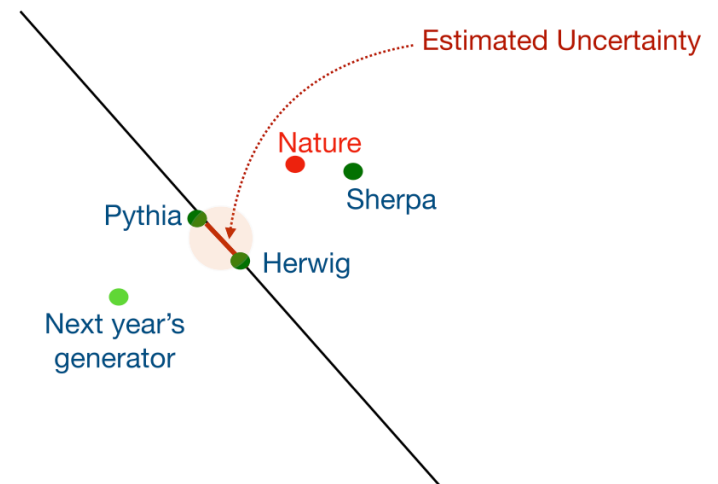 Estimated Uncertainty
Nature
Sherpa
Pythia
Herwig
Next year’s
generator